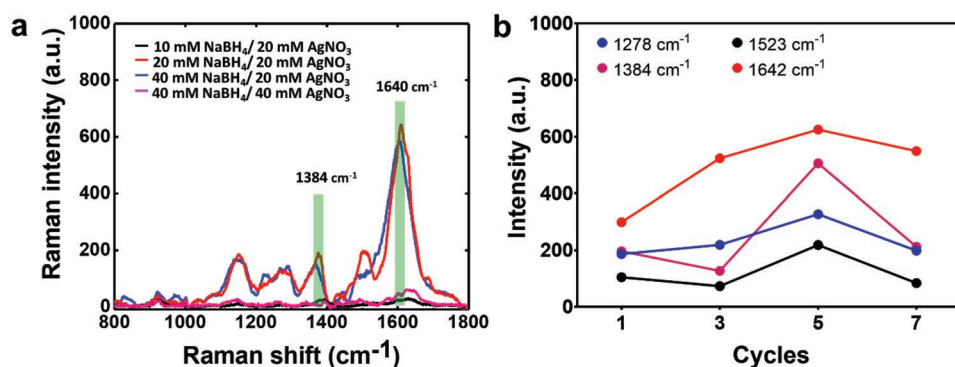 a
10 mM NaBH4/ 20 mM AgNO3
20 mM NaBH4/ 20 mM AgNO3
40 mM NaBH4/ 20 mM AgNO3
40 mM NaBH4/ 40 mM AgNO3
1640 cm-1
1384 cm-1
Raman intensity (a.u.)
1000
800
600
400
200
0
800 1000 1200 1400 1600 1800
Raman shift (cm-1)
b
1278 cm-1 1523 cm-1
1384 cm-1 1642 cm-1
Intensity (a.u.)
1000
800
600
400
200
0
1 3 5 7
Cycles